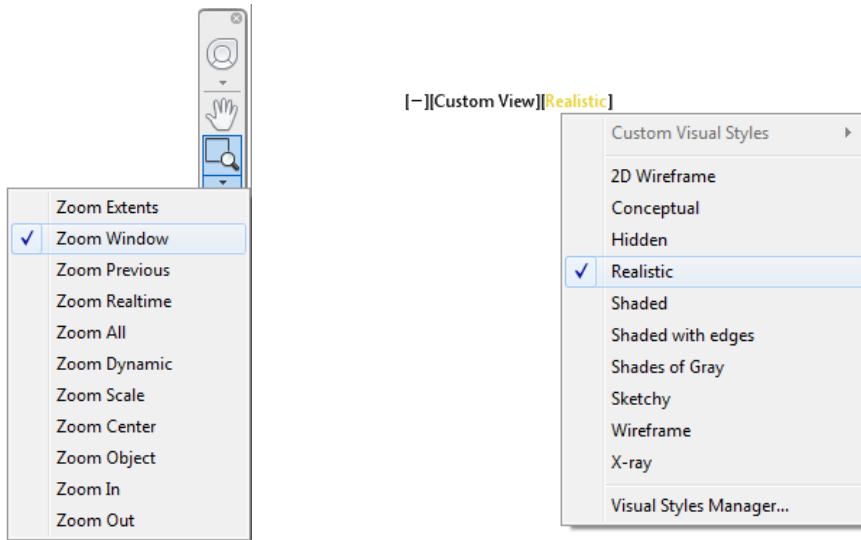 [−][Custom View][Realistic]
Zoom Extents
Zoom Window
Zoom Previous
Zoom Realtime
Zoom All
Zoom Dynamic
Zoom Scale
Zoom Center
Zoom Object
Zoom In
Zoom Out
Custom Visual Styles
2D Wireframe
Conceptual
Hidden
Realistic
Shaded
Shaded with edges
Shades of Gray
Sketchy
Wireframe
X-ray
Visual Styles Manager...